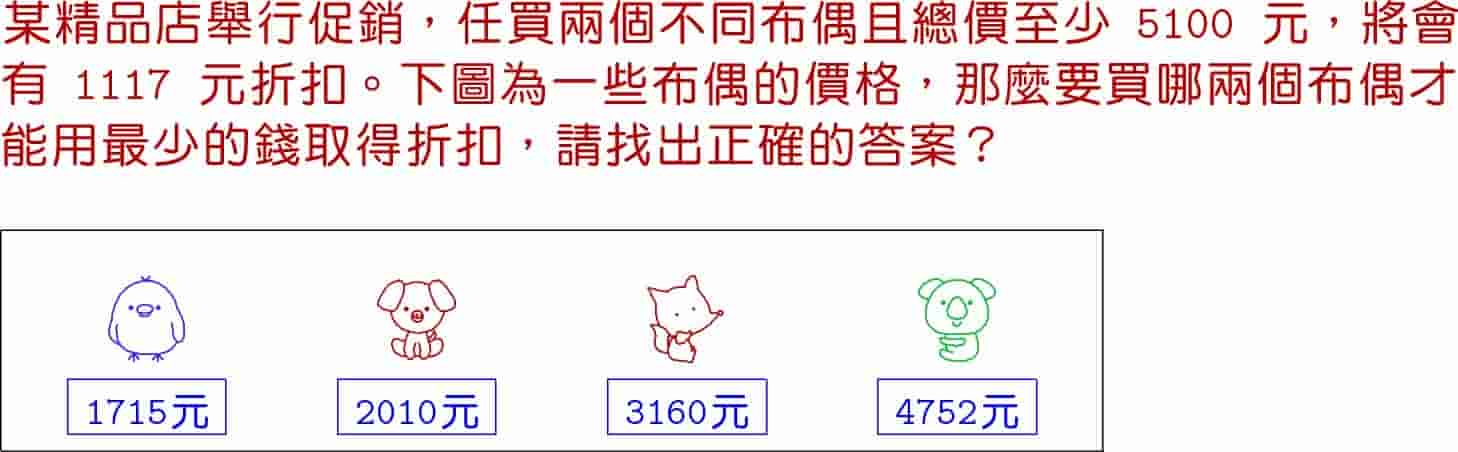 某精品店舉行促銷，任買兩個不同布偶且總價至少 5100 元，將會
有 1117 元折扣。下圖為一些布偶的價格，那麼要買哪兩個布偶才
能用最少的錢取得折扣，請找出正確的答案？
1715元 2010元 3160元 4752元